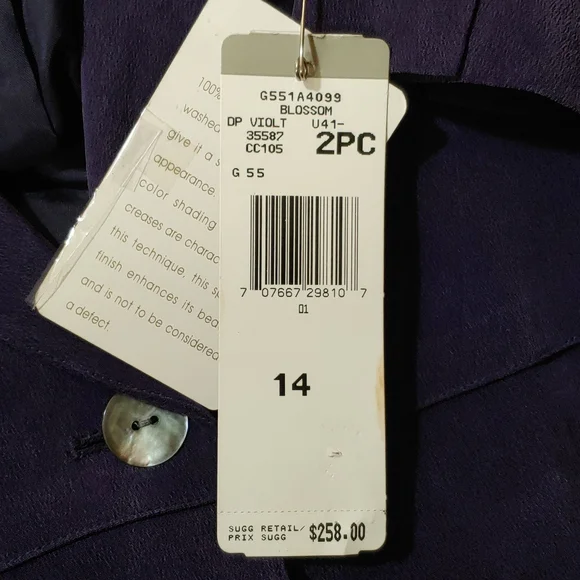 100%
washed
give it a s
appearance
color shading
creases are charac
this technique, this sp
finish enhances its bea
and is not to be considered
a defect.
G551A4099
BLOSSOM
DP VIOLT U41-
35587 2PC
CC105
G 55
7 07667 29810 7
01
14
SUGG RETAIL/
PRIX SUGG $258.00